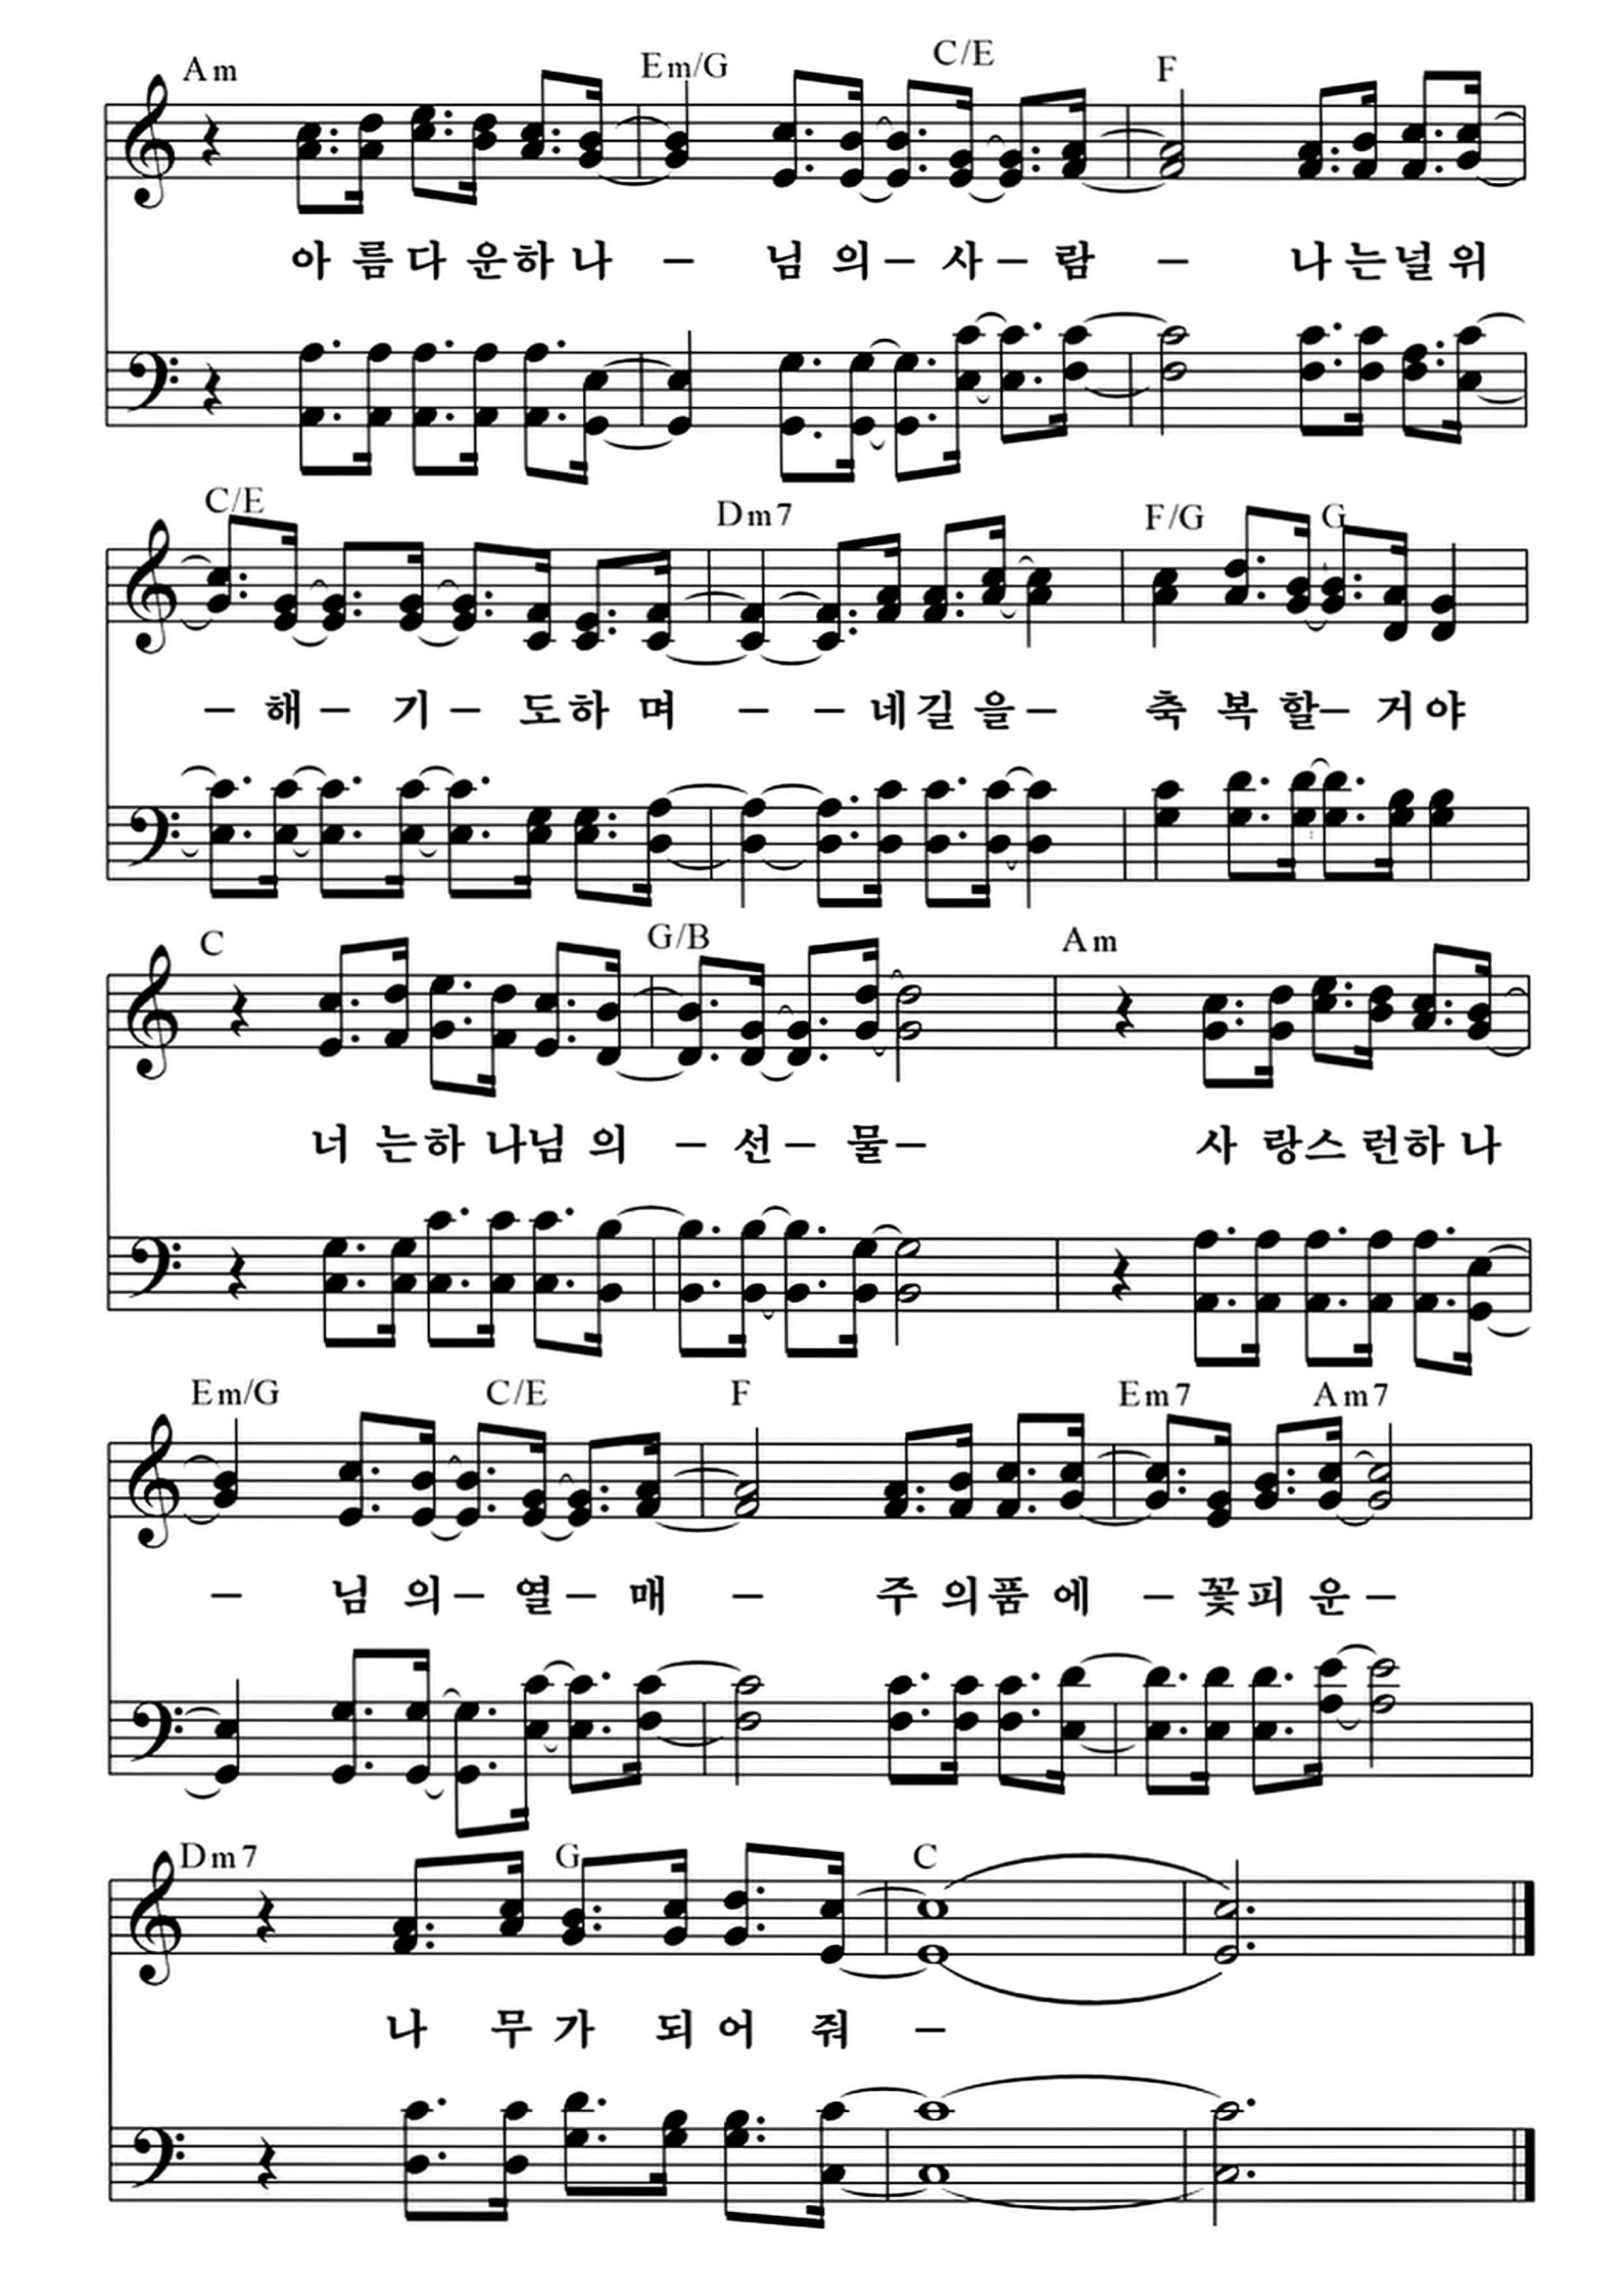 Am Em/G C/E F
아 름 다 운하 나 – 님 의– 사– 람 – 나 는널 위
C/E Dm7 F/G G
– 해– 기– 도하 며 – – 네길 을– 축 복 할– 거야
C G/B Am
너 는하 나님 의 – 선– 물– 사 랑스 런하 나
Em/G C/E F Em7 Am7
– 님 의– 열– 매 – 주 의품 에 – 꽃피 운–
Dm7 G C
나 무가 되어 줘 –